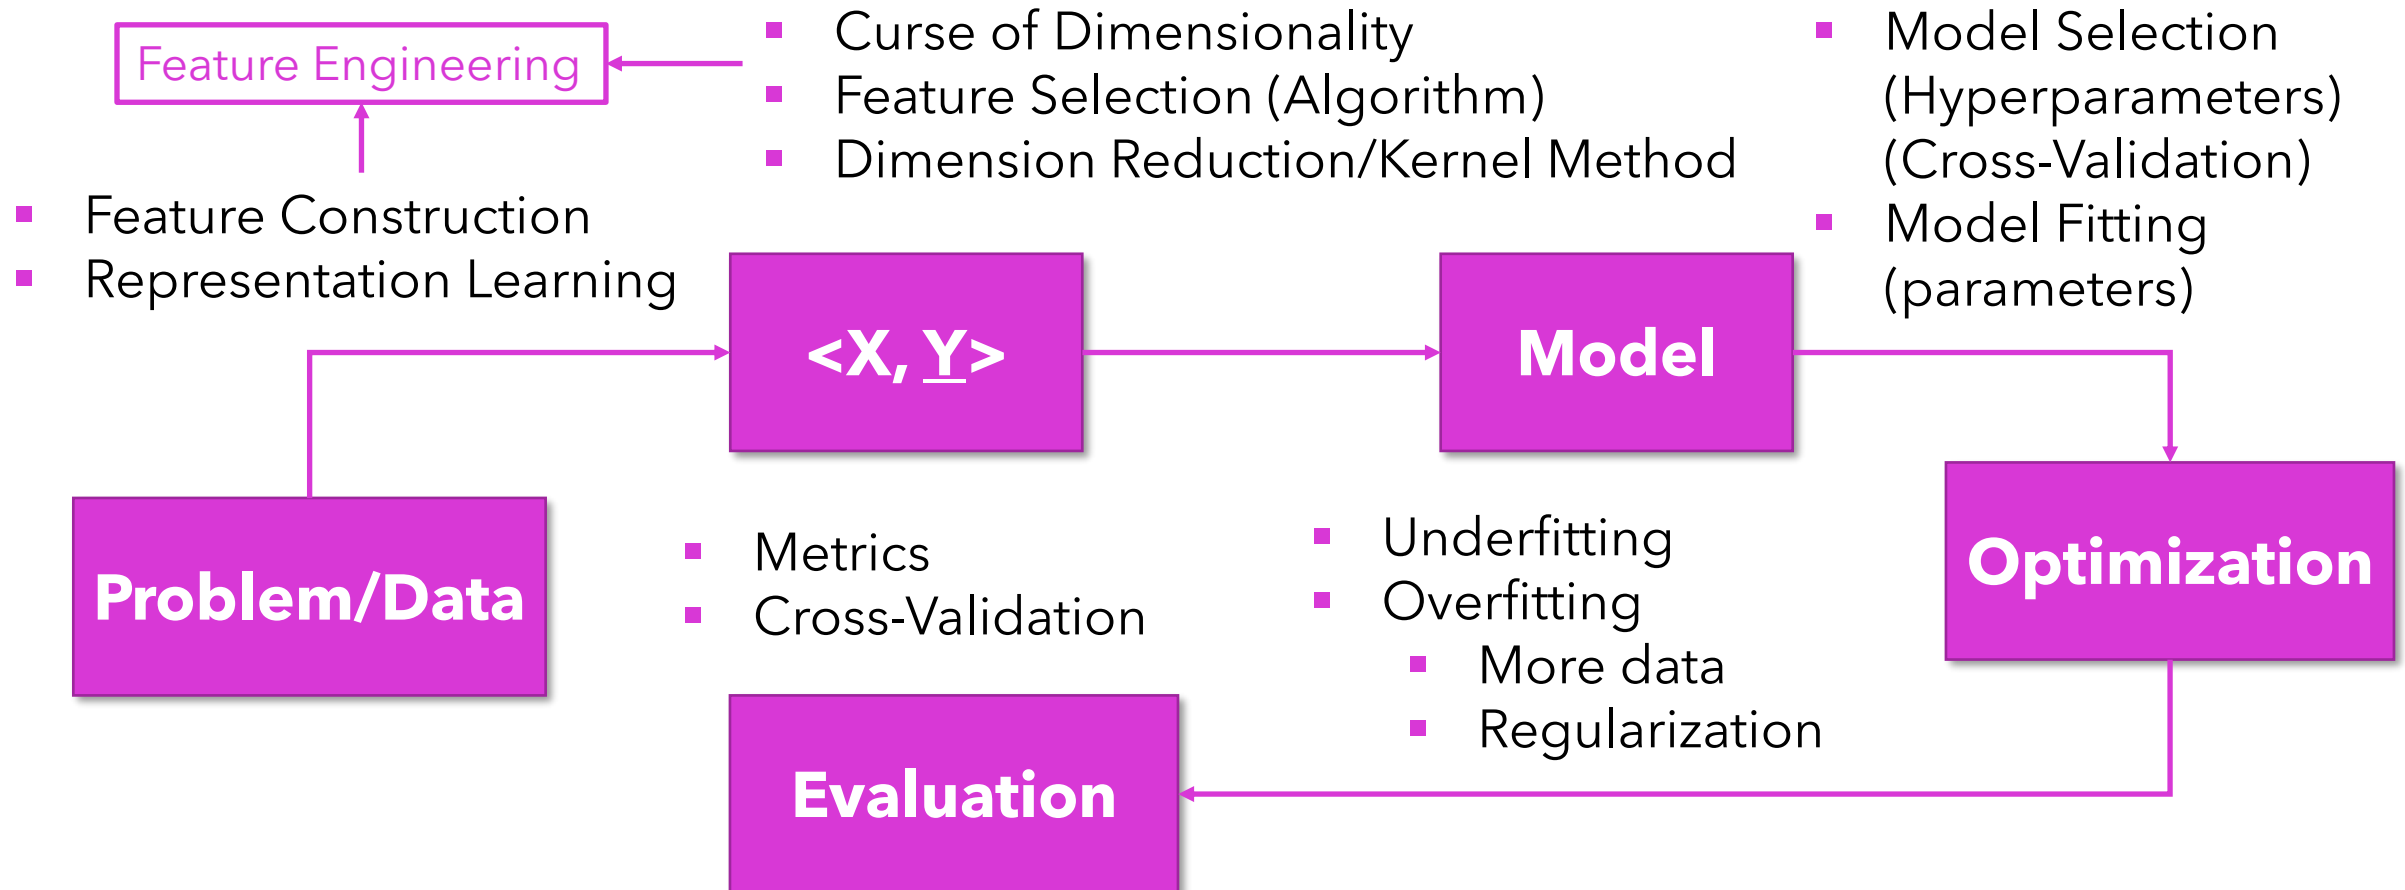 Feature Engineering
Curse of Dimensionality
Feature Selection (Algorithm)
Dimension Reduction/Kernel Method
Model Selection
(Hyperparameters)
(Cross-Validation)
Model Fitting
(parameters)
Feature Construction
Representation Learning
<X, Y>
Model
Problem/Data
Metrics
Cross-Validation
Underfitting
Overfitting
More data
Regularization
Optimization
Evaluation